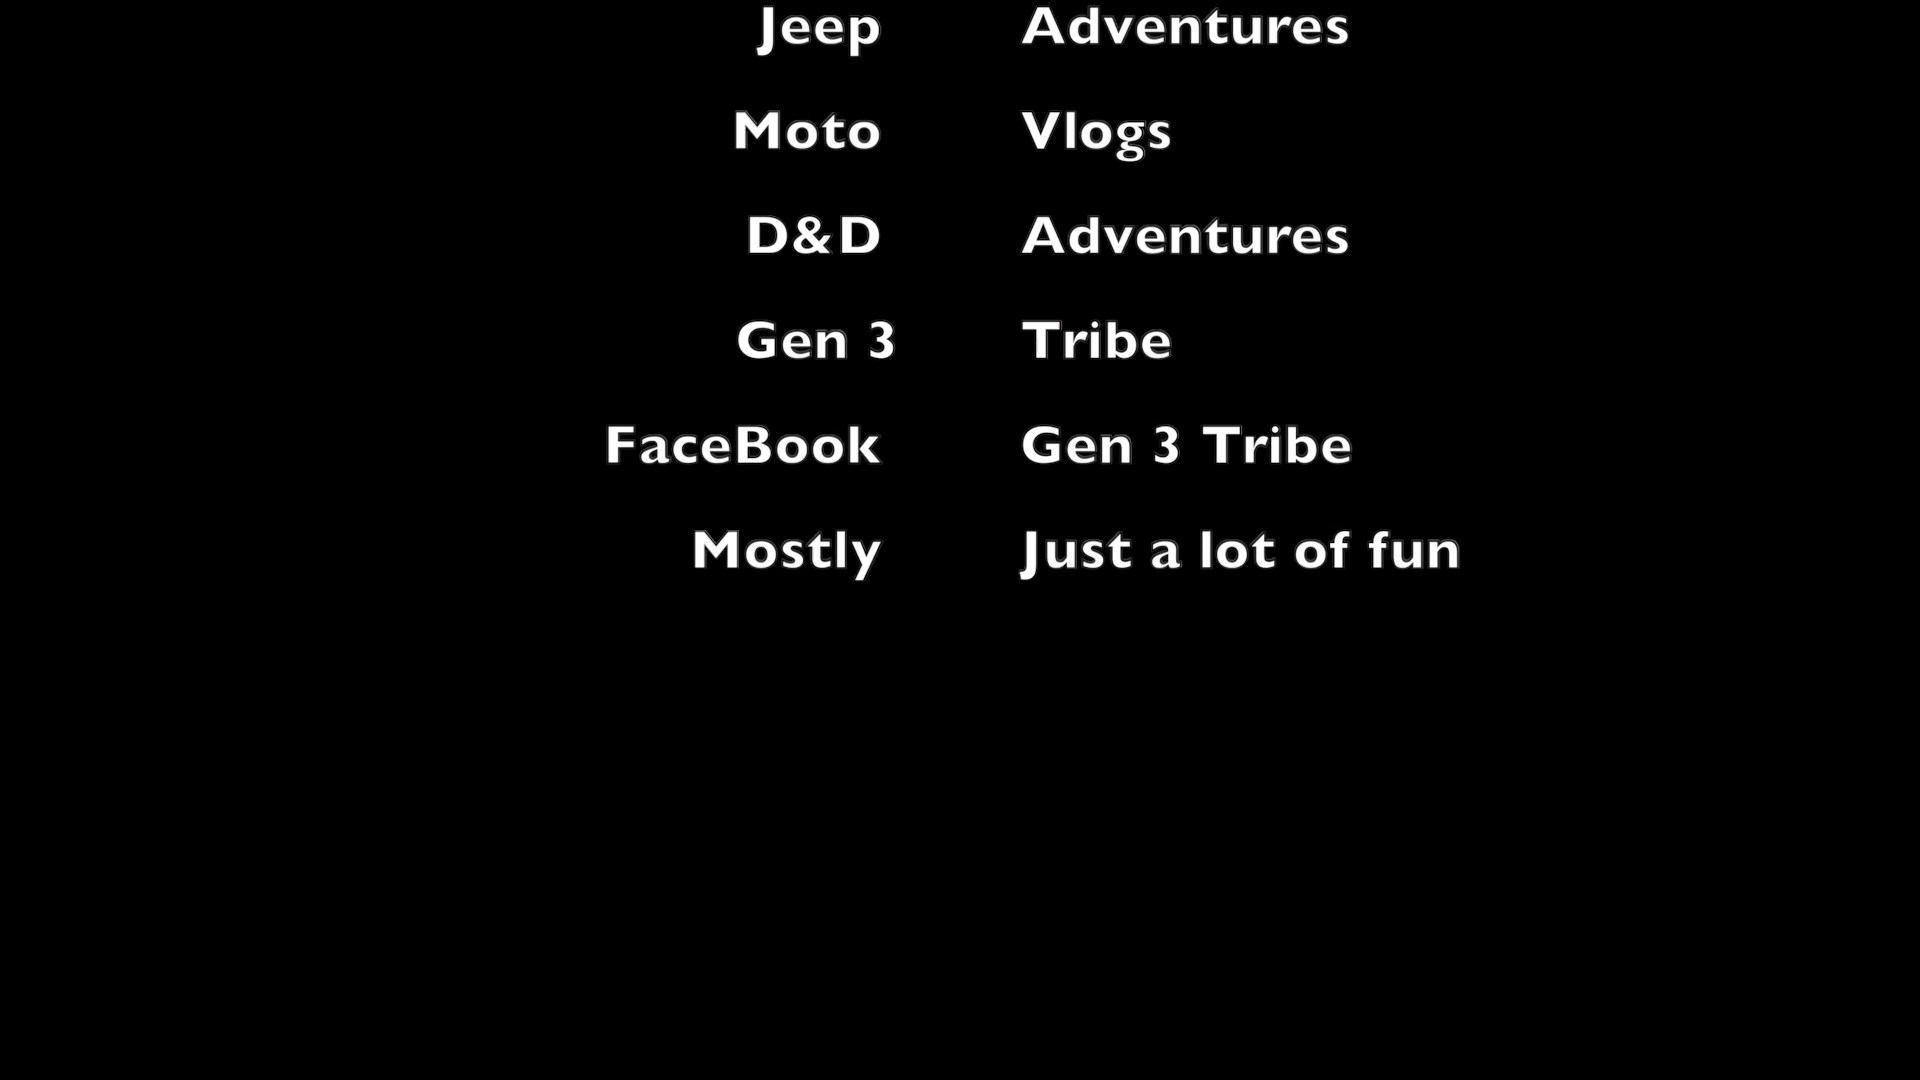 Jeep Adventures
Moto Vlogs
D&D Adventures
Gen 3 Tribe
FaceBook Gen 3 Tribe
Mostly Just a lot of fun